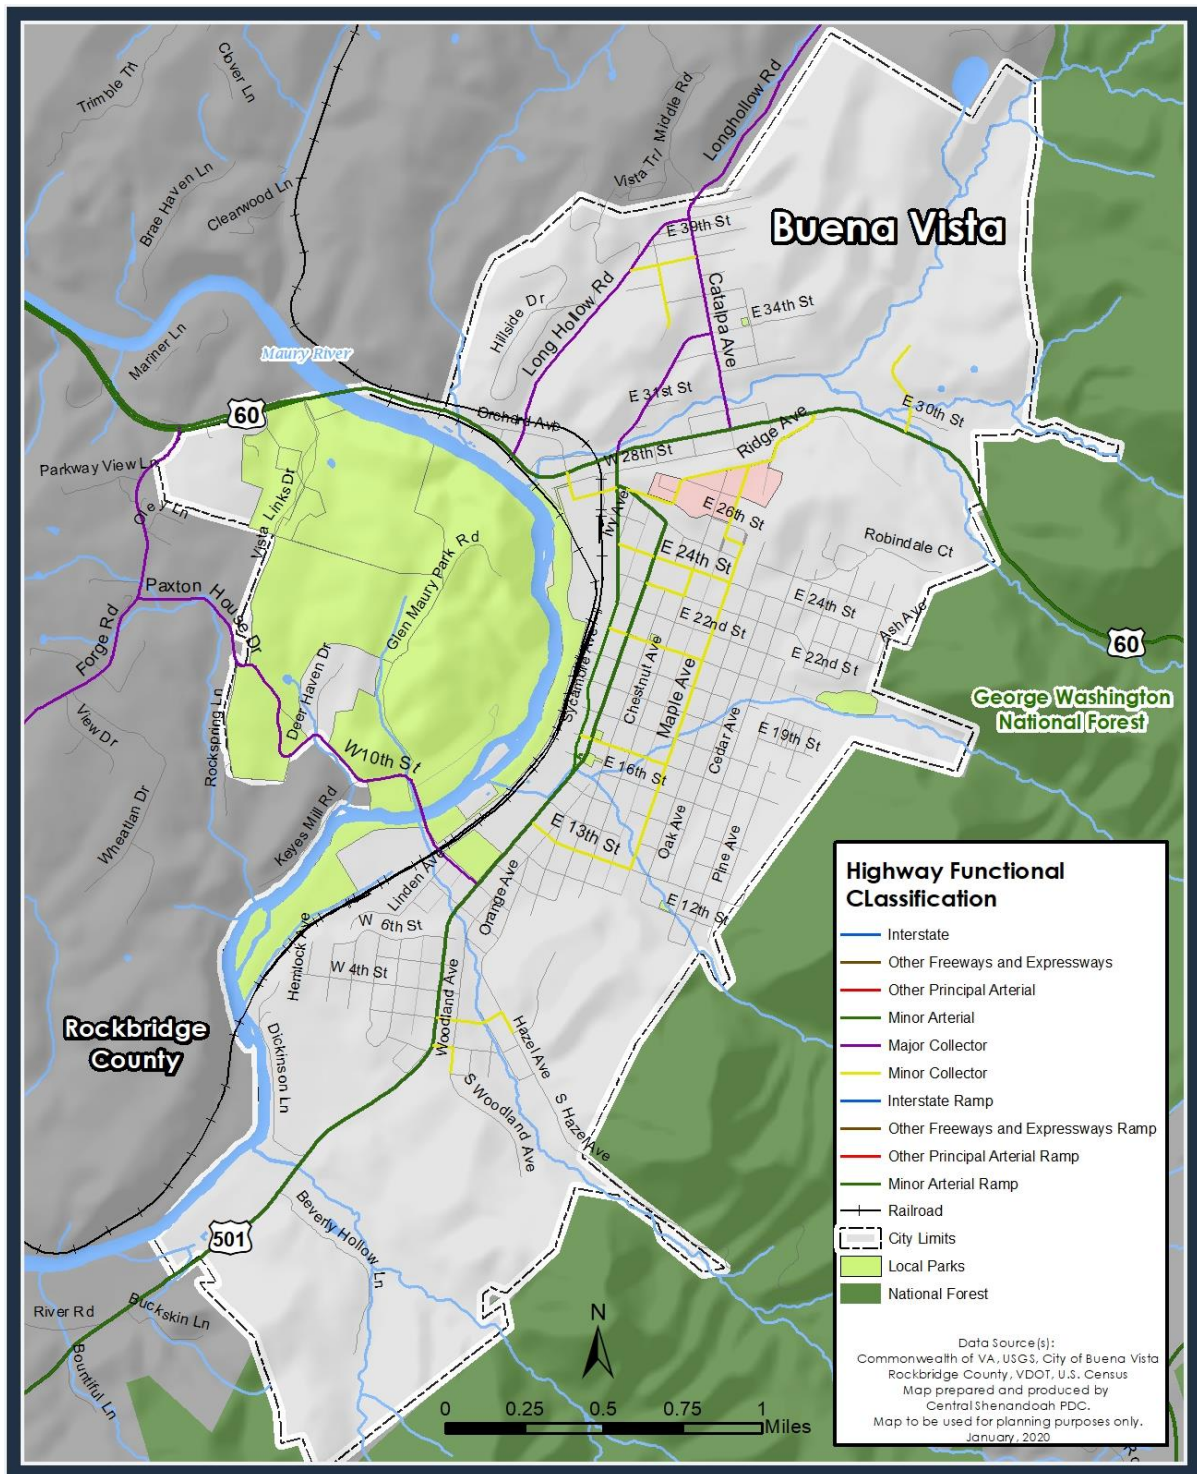 Trimble Trl
Clover Ln
Vista Trl
Middle Rd
Longhollow Rd
Brae Haven Ln
Clearwood Ln
Buena Vista
E 39th St
Catalpa Ave
Long Hollow Rd
Hillside Dr
E 34th St
Maury River
Mariner Ln
E 31st St
E 30th St
60
Orchard Ave
Ridge Ave
W 28th St
Parkway View Ln
Vista Links Dr
Ivy Ave
E 26th St
Robindale Ct
E 24th St
Glen Maury Park Rd
Paxton House Dr
E 24th St
Ash Ave
E 22nd St
E 22nd St
60
Forge Rd
Sycamore Ave
Chestnut Ave
Maple Ave
Deer Haven Dr
George Washington
National Forest
View Dr
Rockspring Ln
W 10th St
Cedar Ave
E 19th St
E 16th St
Keyes Mill Rd
Wheatlan Dr
E 13th St
Oak Ave
Pine Ave
Linden Ave
Orange Ave
E 12th St
W 6th St
Hemlock Ave
W 4th St
Woodland Ave
Rockbridge
County
Dickinson Ln
Hazel Ave
S Woodland Ave
S Hazel Ave
Beverly Hollow Ln
501
River Rd
Buckskin Ln
Bountiful Ln
Highway Functional
CLassification
Interstate
Other Freeways and Expressways
Other Principal Arterial
Minor Arterial
Major Collector
Minor Collector
Interstate Ramp
Other Freeways and Expressways Ramp
Other Principal Arterial Ramp
Minor Arterial Ramp
Railroad
City Limits
Local Parks
National Forest
N
0 0.25 0.5 0.75 1
Miles
Data Source(s):
Commonwealth of VA, USGS, City of Buena Vista
Rockbridge County, VDOT, U.S. Census
Map prepared and produced by
Central Shenandoah PDC.
Map to be used for planning purposes only.
January, 2020